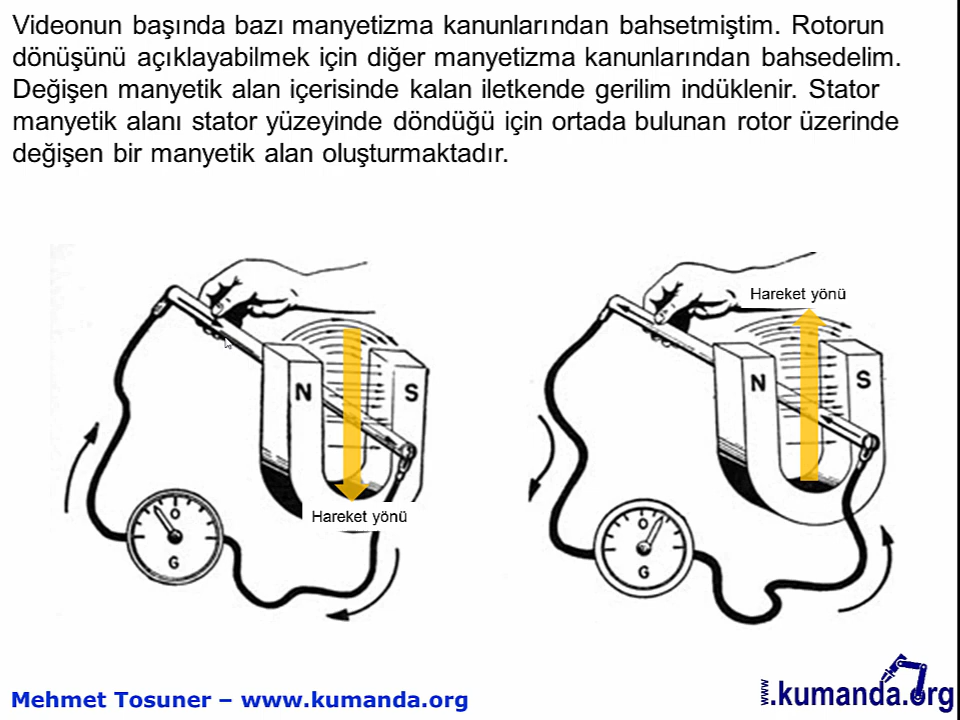 Videonun başında bazı manyetizma kanunlarından bahsetmiştim. Rotorun
dönüşünü açıklayabilmek için diğer manyetizma kanunlarından bahsedelim.
Değişen manyetik alan içerisinde kalan iletkende gerilim indüklenir. Stator
manyetik alanı stator yüzeyinde döndüğü için ortada bulunan rotor üzerinde
değişen bir manyetik alan oluşturmaktadır.
N
S
Hareket yönü
O
G
Hareket yönü
N
S
O
G
Mehmet Tosuner – www.kumanda.org
www.kumanda.org